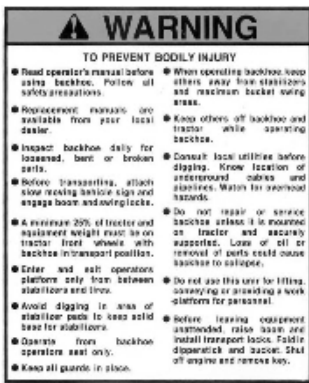 WARNING
TO PREVENT BODILY INJURY
● Read operator's manual before
using backhoe. Follow all
safety precautions.
● Replacement manuals are
available from your local
dealer.
● Inspect backhoe daily for
loosened, bent or broken
parts.
● Before transporting, attach
slow moving vehicle sign and
engage boom and swing locks.
● A minimum 25% of tractor and
equipment weight must be on
tractor front wheels with
backhoe in transport position.
● Enter and exit operators
platform only from between
stabilizers and tires.
● Avoid digging in area of
stabilizer pads to keep solid
base for stabilizers.
● Operate from backhoe
operators seat only.
● Keep all guards in place.
● When operating backhoe, keep
others away from stabilizers
and maximum bucket swing
areas.
● Keep others off backhoe and
tractor while operating
backhoe.
● Consult local utilities before
digging. Know location of
underground cables and
pipelines. Watch for overhead
hazards.
● Do not repair or service
backhoe unless it is mounted
on tractor and securely
supported. Loss of oil or
removal of parts could cause
backhoe to collapse.
● Do not use this unit for lifting,
conveying or providing a work
platform for personnel.
● Before leaving equipment
unattended, raise boom and
install transport locks. Fold in
dipperstick and bucket. Shut
off engine and remove key.